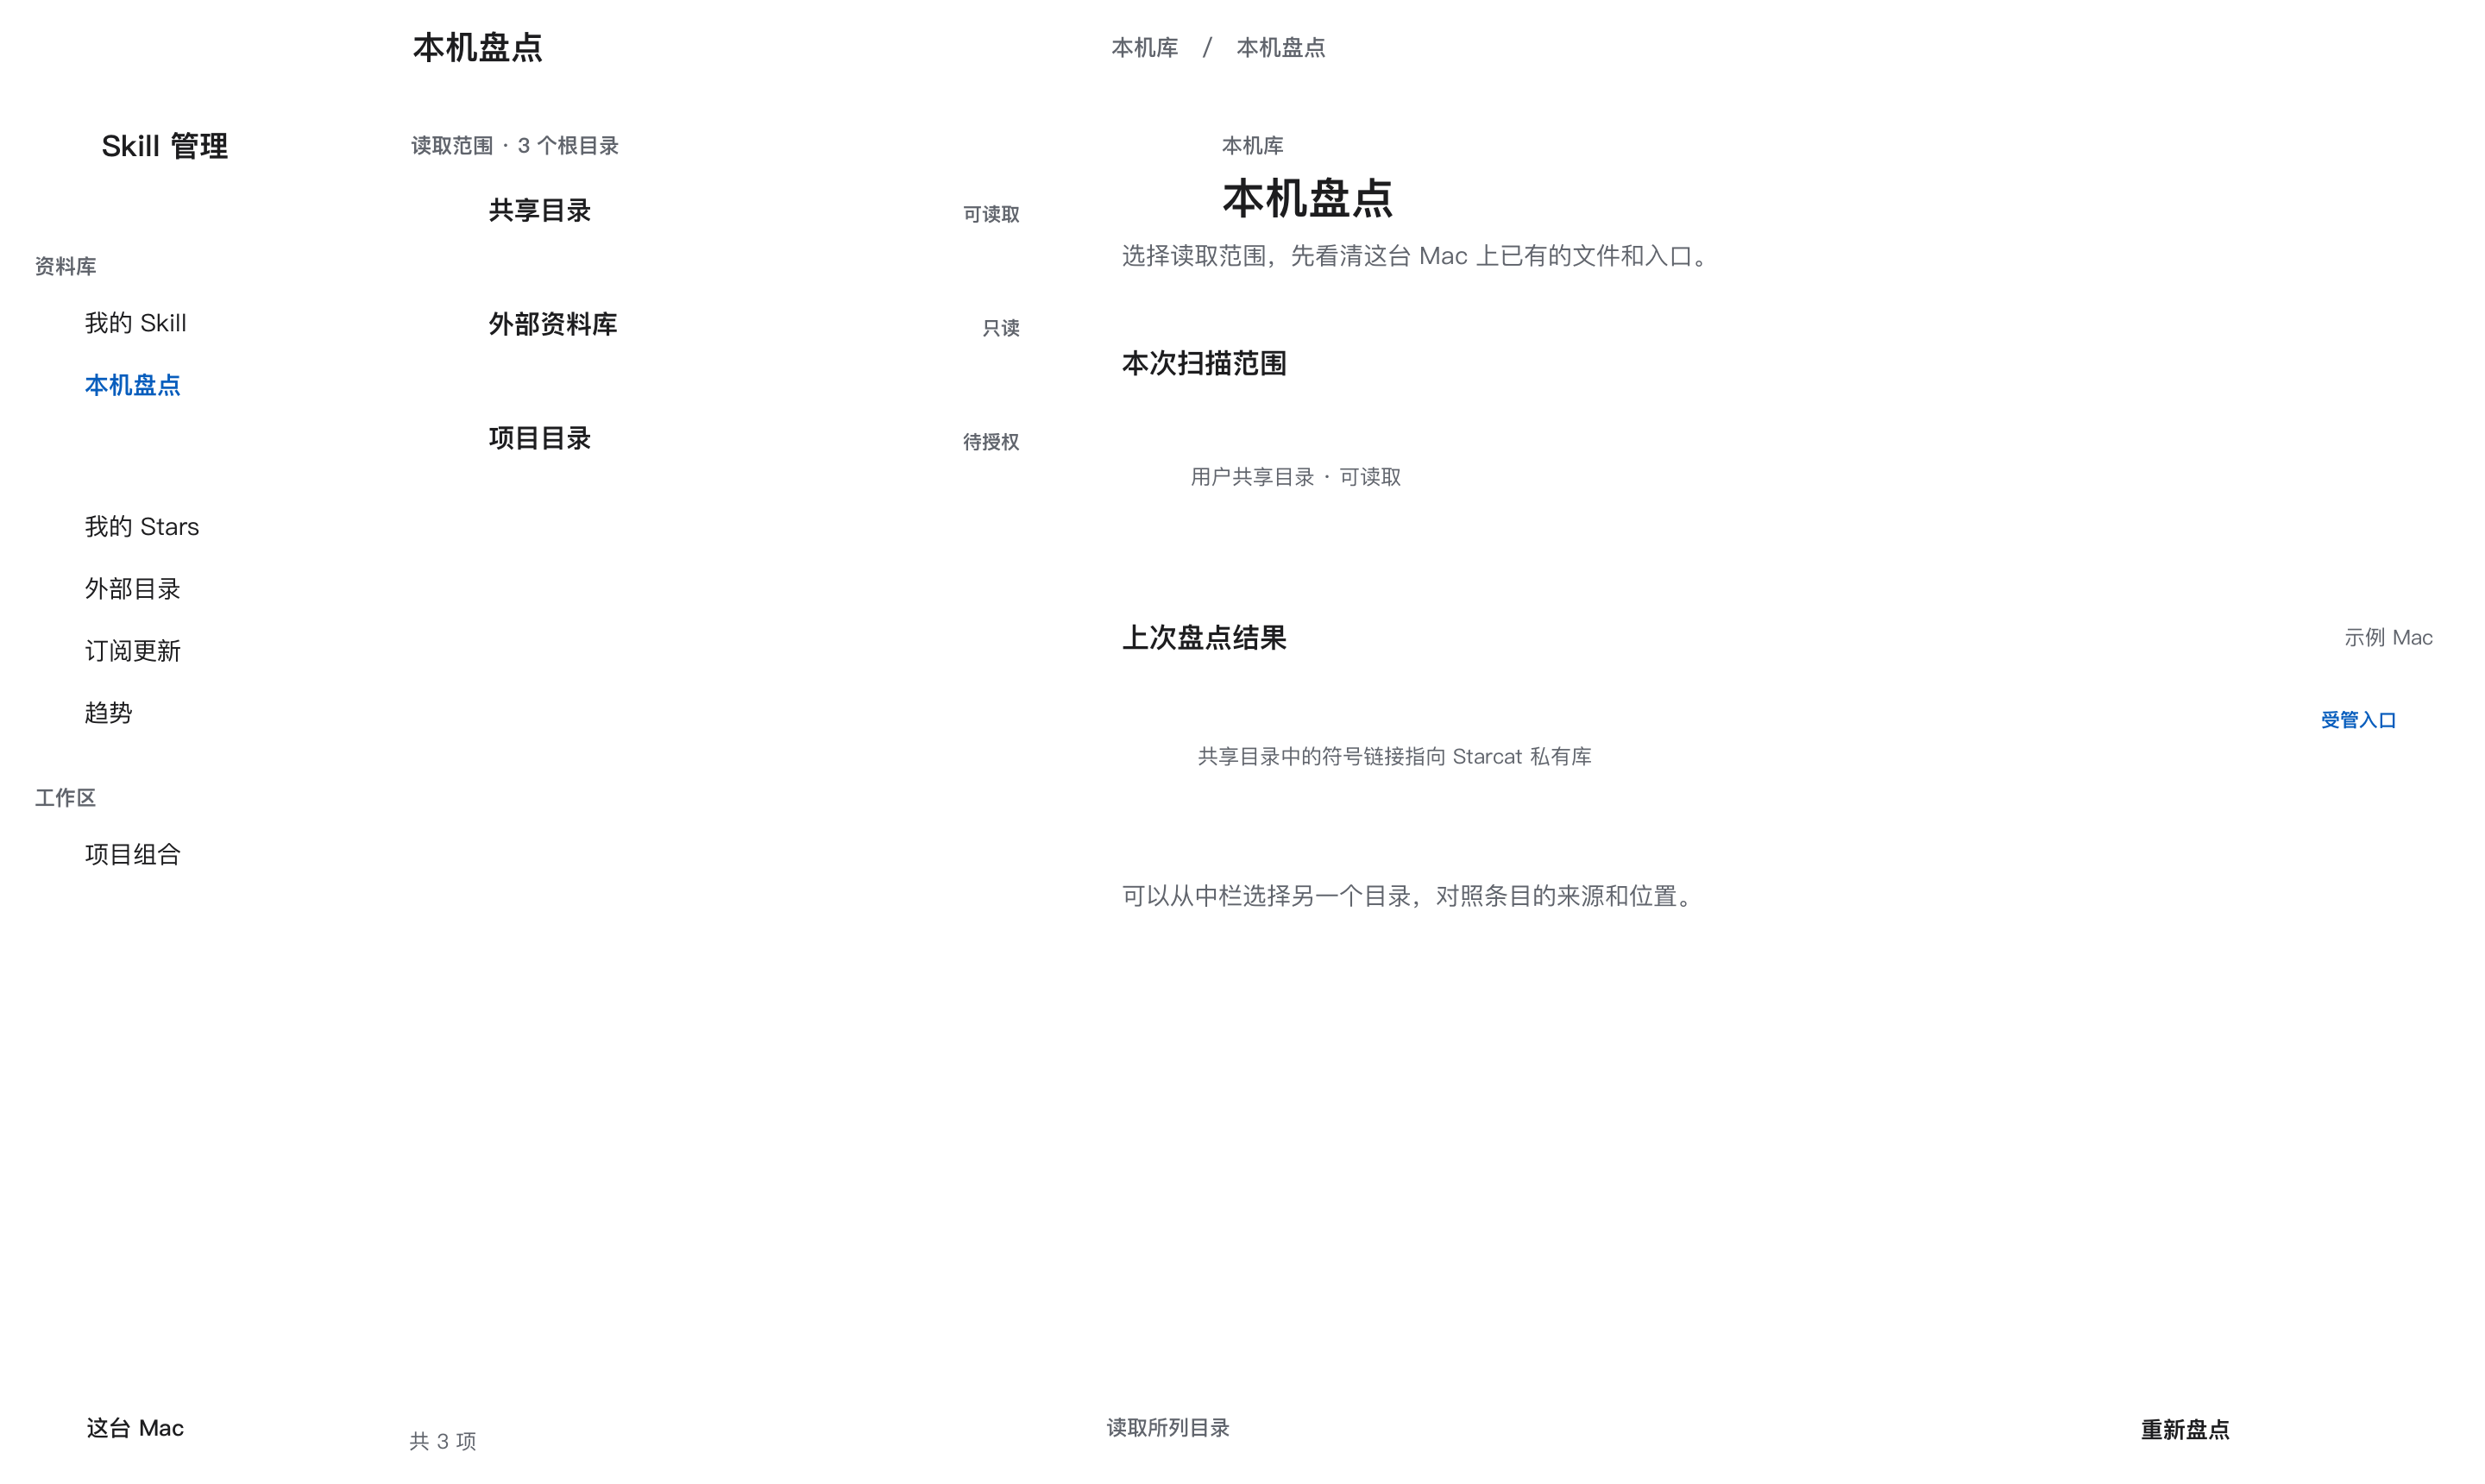 Skill 管理
资料库
我的 Skill
本机盘点
我的 Stars
外部目录
订阅更新
趋势
工作区
项目组合
这台 Mac
本机盘点
读取范围 · 3 个根目录
共享目录
可读取
外部资料库
只读
项目目录
待授权
共 3 项
本机库 / 本机盘点
本机库
本机盘点
选择读取范围，先看清这台 Mac 上已有的文件和入口。
本次扫描范围
用户共享目录 · 可读取
上次盘点结果
示例 Mac
受管入口
共享目录中的符号链接指向 Starcat 私有库
可以从中栏选择另一个目录，对照条目的来源和位置。
读取所列目录
重新盘点